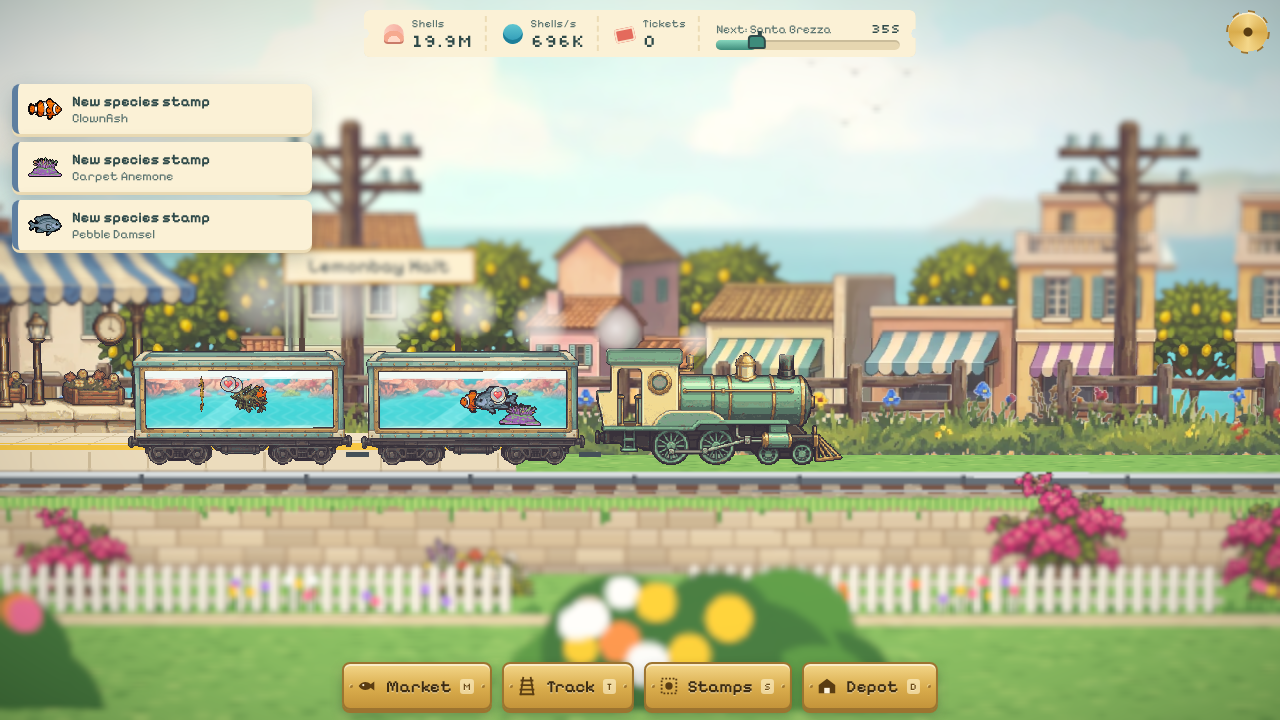 Shells
19.9M
Shells/s
696K
Tickets
0
Next: Santa Brezza
35s
New species stamp
Clownfish
New species stamp
Carpet Anemone
New species stamp
Pebble Damsel
Lemonbay Halt
Market M
Track T
Stamps S
Depot D